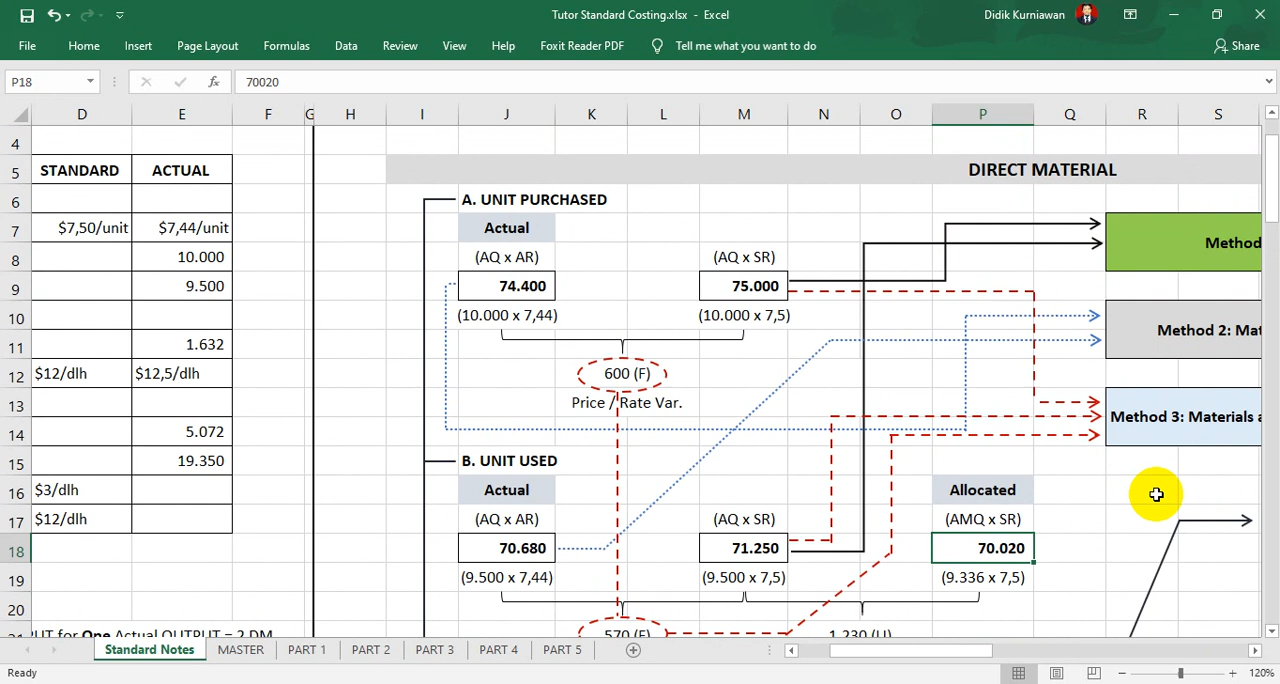 Tutor Standard Costing.xlsx - Excel
Didik Kurniawan
File Home Insert Page Layout Formulas Data Review View Help Foxit Reader PDF Tell me what you want to do Share
P18 fx 70020
D E F G H I J K L M N O P Q R S
4
5 STANDARD ACTUAL DIRECT MATERIAL
6 A. UNIT PURCHASED
7 $7,50/unit $7,44/unit Actual
8 10.000 (AQ x AR) (AQ x SR) Method
9 9.500 74.400 75.000
10 (10.000 x 7,44) (10.000 x 7,5)
Method 2: Mat
11 1.632
12 $12/dlh $12,5/dlh 600 (F)
13 Price / Rate Var.
14 5.072 Method 3: Materials a
15 19.350 B. UNIT USED
16 $3/dlh Actual Allocated
17 $12/dlh (AQ x AR) (AQ x SR) (AMQ x SR)
18 70.680 71.250 70.020
19 (9.500 x 7,44) (9.500 x 7,5) (9.336 x 7,5)
20
PUT for One Actual OUTPUT = 2 DM 570 (F) 1.230 (U)
Standard Notes MASTER PART 1 PART 2 PART 3 PART 4 PART 5
Ready 120%